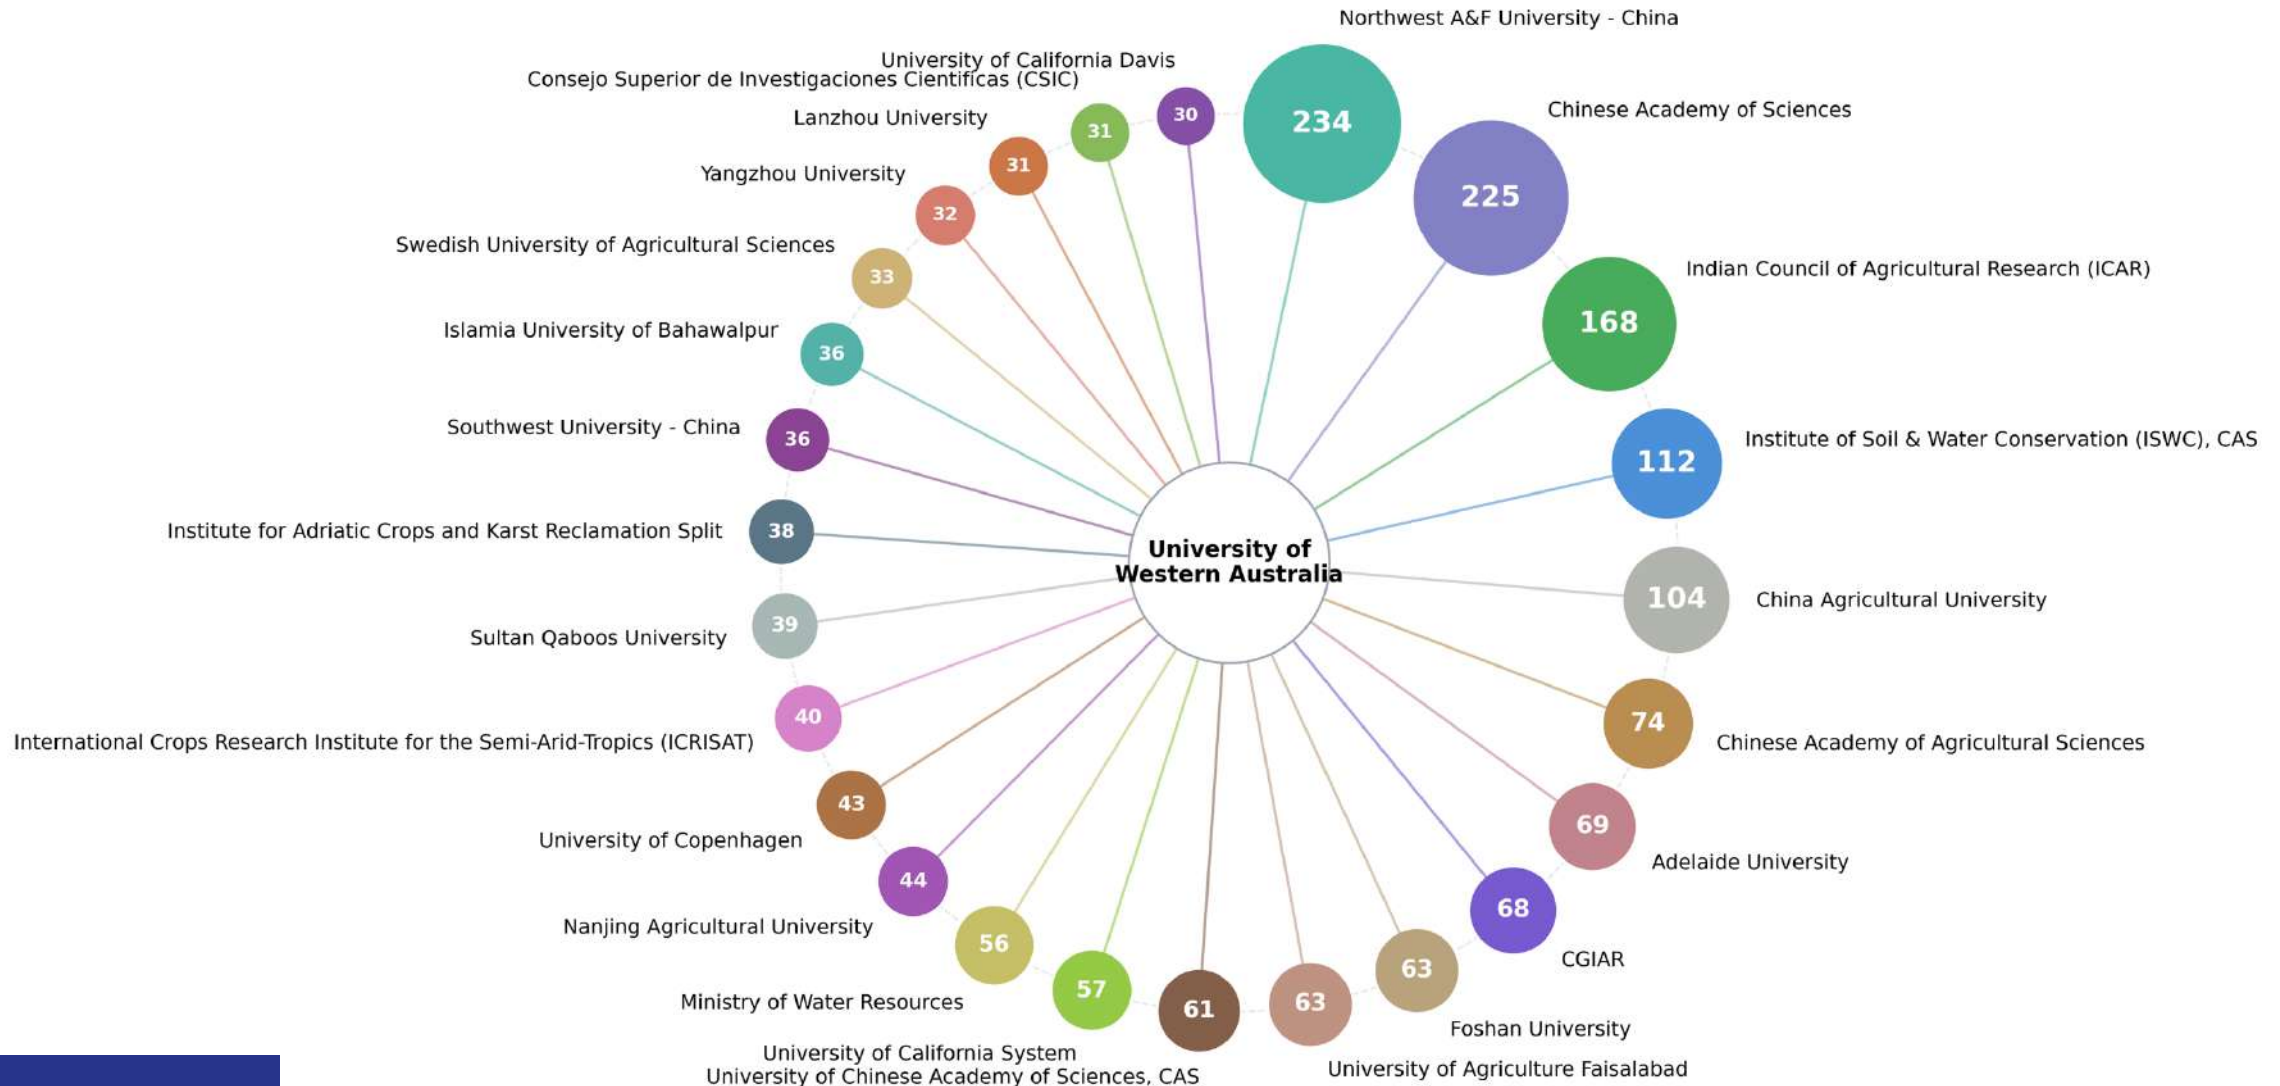 Northwest A&F University - China
234
Chinese Academy of Sciences
225
Indian Council of Agricultural Research (ICAR)
168
Institute of Soil & Water Conservation (ISWC), CAS
112
China Agricultural University
104
Chinese Academy of Agricultural Sciences
74
Adelaide University
69
CGIAR
68
Foshan University
63
University of Agriculture Faisalabad
63
University of Chinese Academy of Sciences, CAS
61
University of California System
57
Ministry of Water Resources
56
Nanjing Agricultural University
44
University of Copenhagen
43
International Crops Research Institute for the Semi-Arid-Tropics (ICRISAT)
40
Sultan Qaboos University
39
Institute for Adriatic Crops and Karst Reclamation Split
38
Southwest University - China
36
Islamia University of Bahawalpur
36
Swedish University of Agricultural Sciences
33
Yangzhou University
32
Lanzhou University
31
Consejo Superior de Investigaciones Cientificas (CSIC)
31
University of California Davis
30
University of
Western Australia